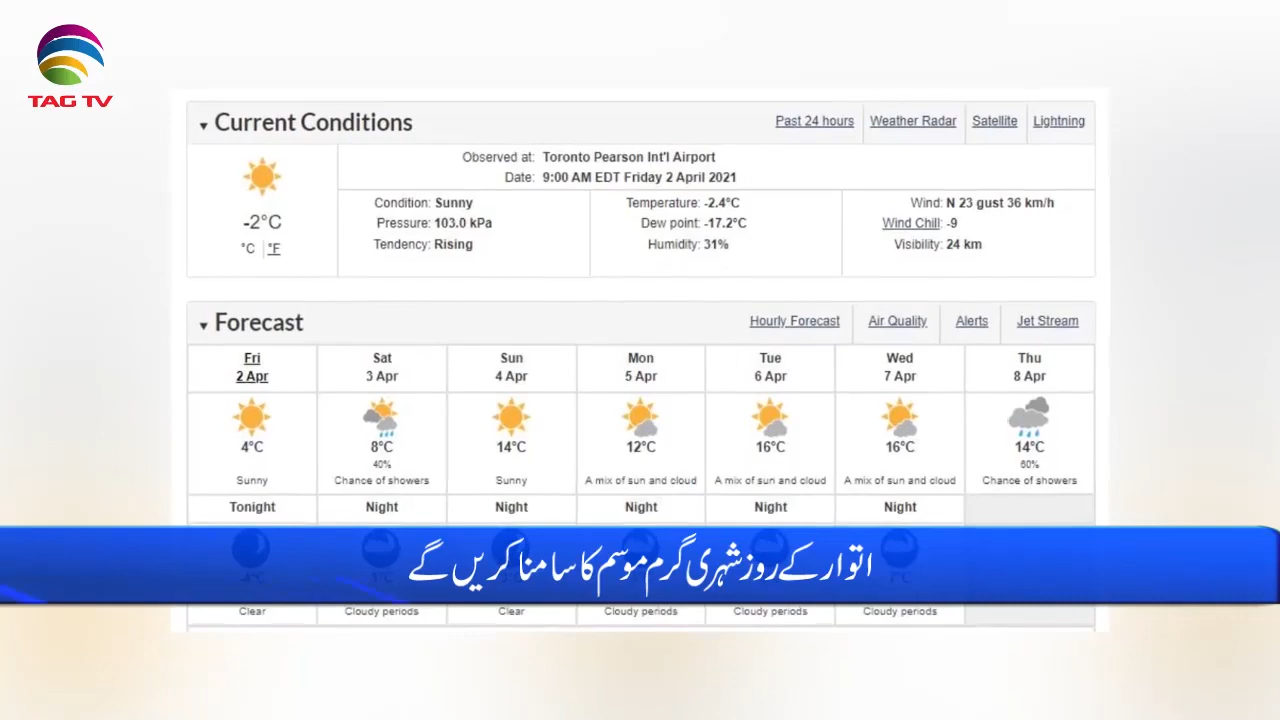 TAG TV
Current Conditions
Past 24 hours Weather Radar Satellite Lightning
Observed at: Toronto Pearson Int'l Airport
Date: 9:00 AM EDT Friday 2 April 2021
-2°C
°C °F
Condition: Sunny Temperature: -2.4°C Wind: N 23 gust 36 km/h
Pressure: 103.0 kPa Dew point: -17.2°C Wind Chill: -9
Tendency: Rising Humidity: 31% Visibility: 24 km
Forecast
Hourly Forecast Air Quality Alerts Jet Stream
Fri Sat Sun Mon Tue Wed Thu
2 Apr 3 Apr 4 Apr 5 Apr 6 Apr 7 Apr 8 Apr
4°C 8°C 14°C 12°C 16°C 16°C 14°C
40% 60%
Sunny Chance of showers Sunny A mix of sun and cloud A mix of sun and cloud A mix of sun and cloud Chance of showers
Tonight Night Night Night Night Night
اتوار کے روز شہری گرم موسم کا سامنا کریں گے
Clear Cloudy periods Clear Cloudy periods Cloudy periods Cloudy periods